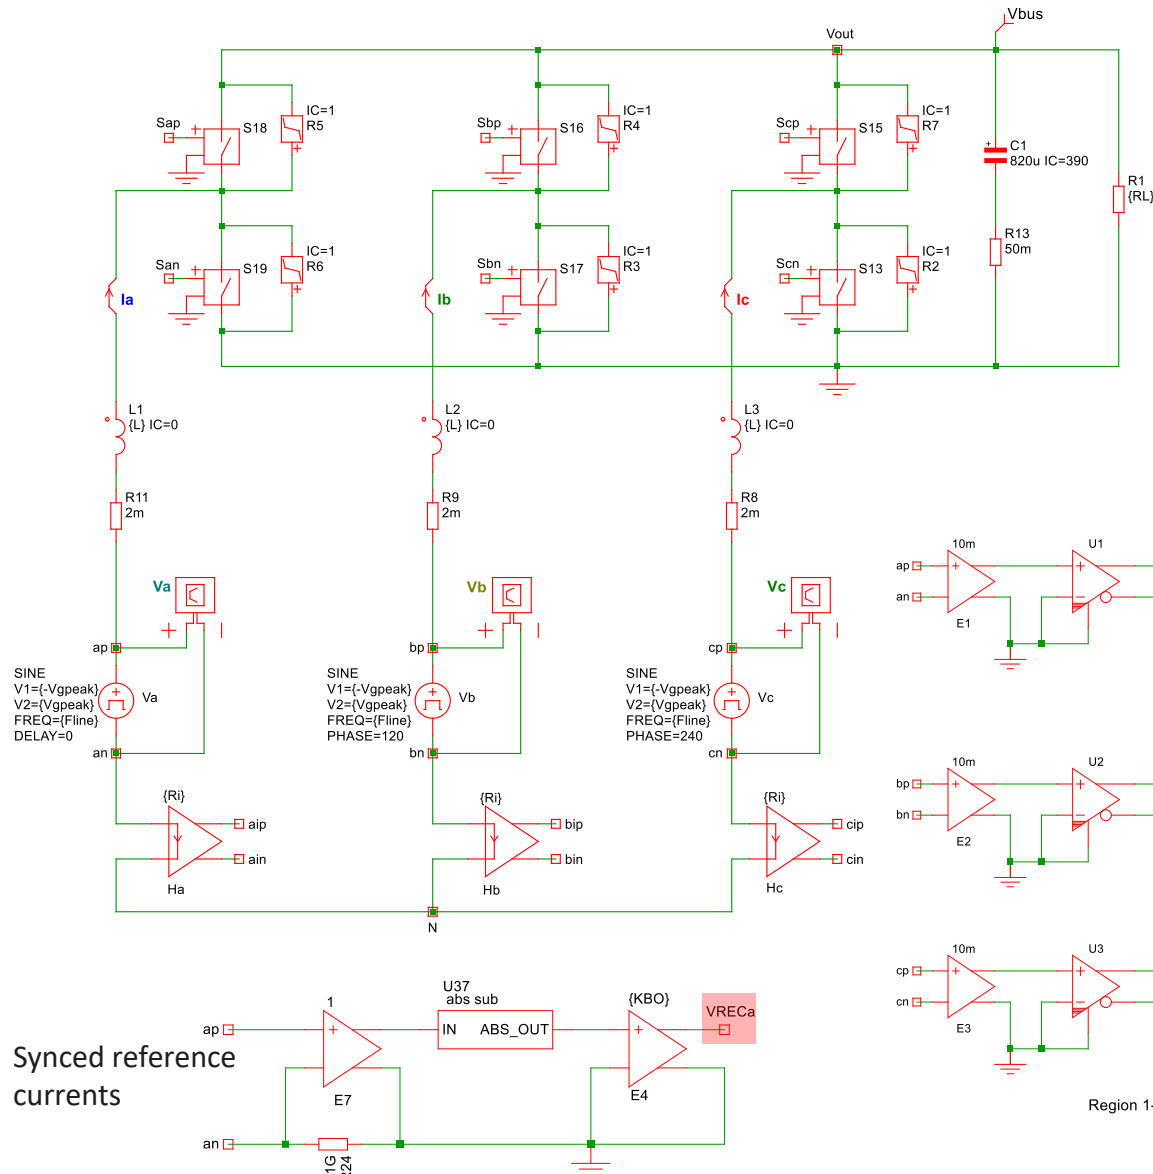 Vbus
Vout
Sap
S18
IC=1
R5
Sbp
S16
IC=1
R4
Scp
S15
IC=1
R7
C1
820u IC=390
R1
{RL}
San
S19
IC=1
R6
Sbn
S17
IC=1
R3
Scn
S13
IC=1
R2
R13
50m
Ia
Ib
Ic
L1
{L} IC=0
L2
{L} IC=0
L3
{L} IC=0
R11
2m
R9
2m
R8
2m
Va
Vb
Vc
ap
bp
cp
SINE
V1={-Vgpeak}
V2={Vgpeak}
FREQ={Fline}
DELAY=0
Va
SINE
V1={-Vgpeak}
V2={Vgpeak}
FREQ={Fline}
PHASE=120
Vb
SINE
V1={-Vgpeak}
V2={Vgpeak}
FREQ={Fline}
PHASE=240
Vc
an
bn
cn
{Ri}
aip
ain
Ha
{Ri}
bip
bin
Hb
{Ri}
cip
cin
Hc
N
10m
U1
ap
an
E1
10m
U2
bp
bn
E2
10m
U3
cp
cn
E3
Region 1-
U37
abs sub
1
IN ABS_OUT
{KBO}
VRECa
ap
E7
E4
Synced reference
currents
an
1G